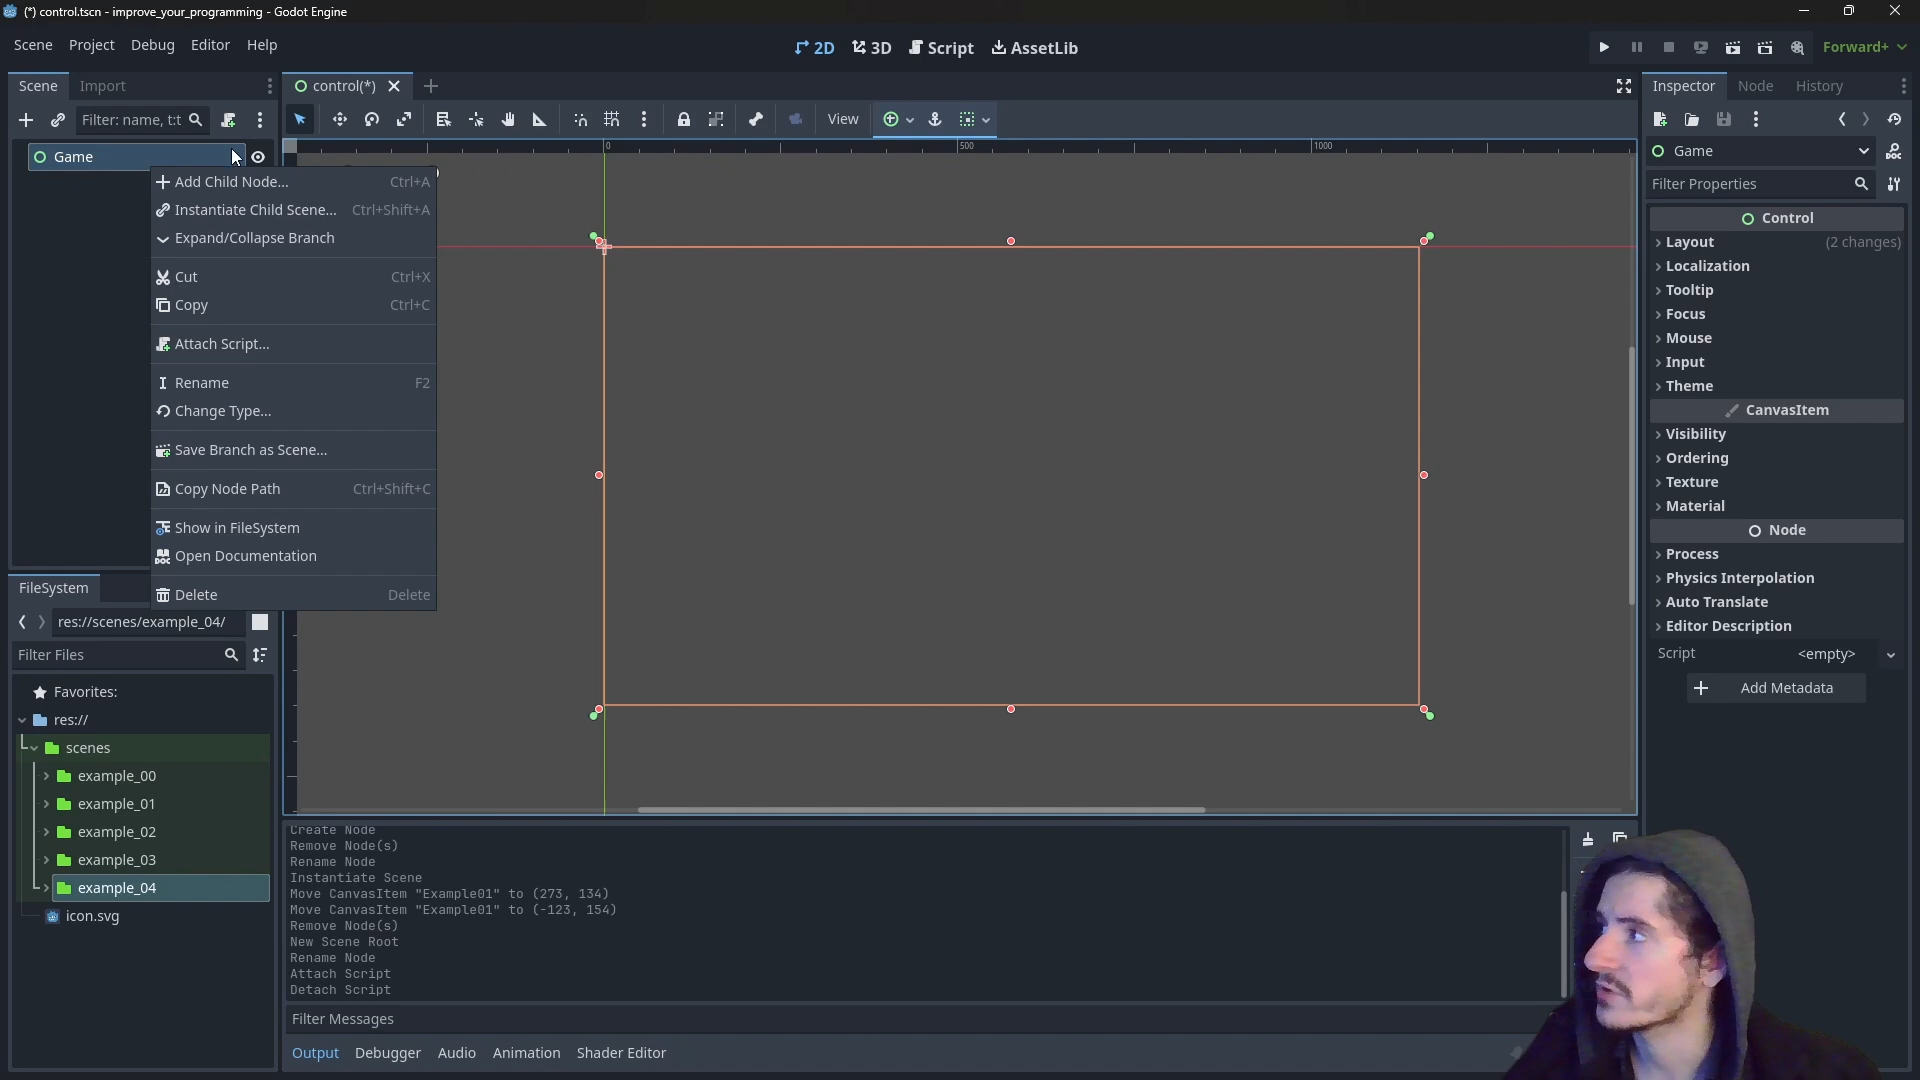 (*) control.tscn - improve_your_programming - Godot Engine
Scene Project Debug Editor Help
2D 3D Script AssetLib
Forward+
Scene Import
control(*)
Inspector Node History
Filter: name, t:t
View
Game
Game
Filter Properties
0 500 1000
Add Child Node... Ctrl+A
Instantiate Child Scene... Ctrl+Shift+A
Expand/Collapse Branch
Cut Ctrl+X
Copy Ctrl+C
Attach Script...
Rename F2
Change Type...
Save Branch as Scene...
Copy Node Path Ctrl+Shift+C
Show in FileSystem
DOC Open Documentation
Delete Delete
Control
Layout (2 changes)
Localization
Tooltip
Focus
Mouse
Input
Theme
CanvasItem
Visibility
Ordering
Texture
Material
Node
Process
Physics Interpolation
Auto Translate
Editor Description
Script <empty>
Add Metadata
FileSystem
res://scenes/example_04/
Filter Files
Favorites:
res://
scenes
example_00
example_01
example_02
example_03
example_04
icon.svg
Create Node
Remove Node(s)
Rename Node
Instantiate Scene
Move CanvasItem "Example01" to (273, 134)
Move CanvasItem "Example01" to (-123, 154)
Remove Node(s)
New Scene Root
Rename Node
Attach Script
Detach Script
Filter Messages
Output Debugger Audio Animation Shader Editor